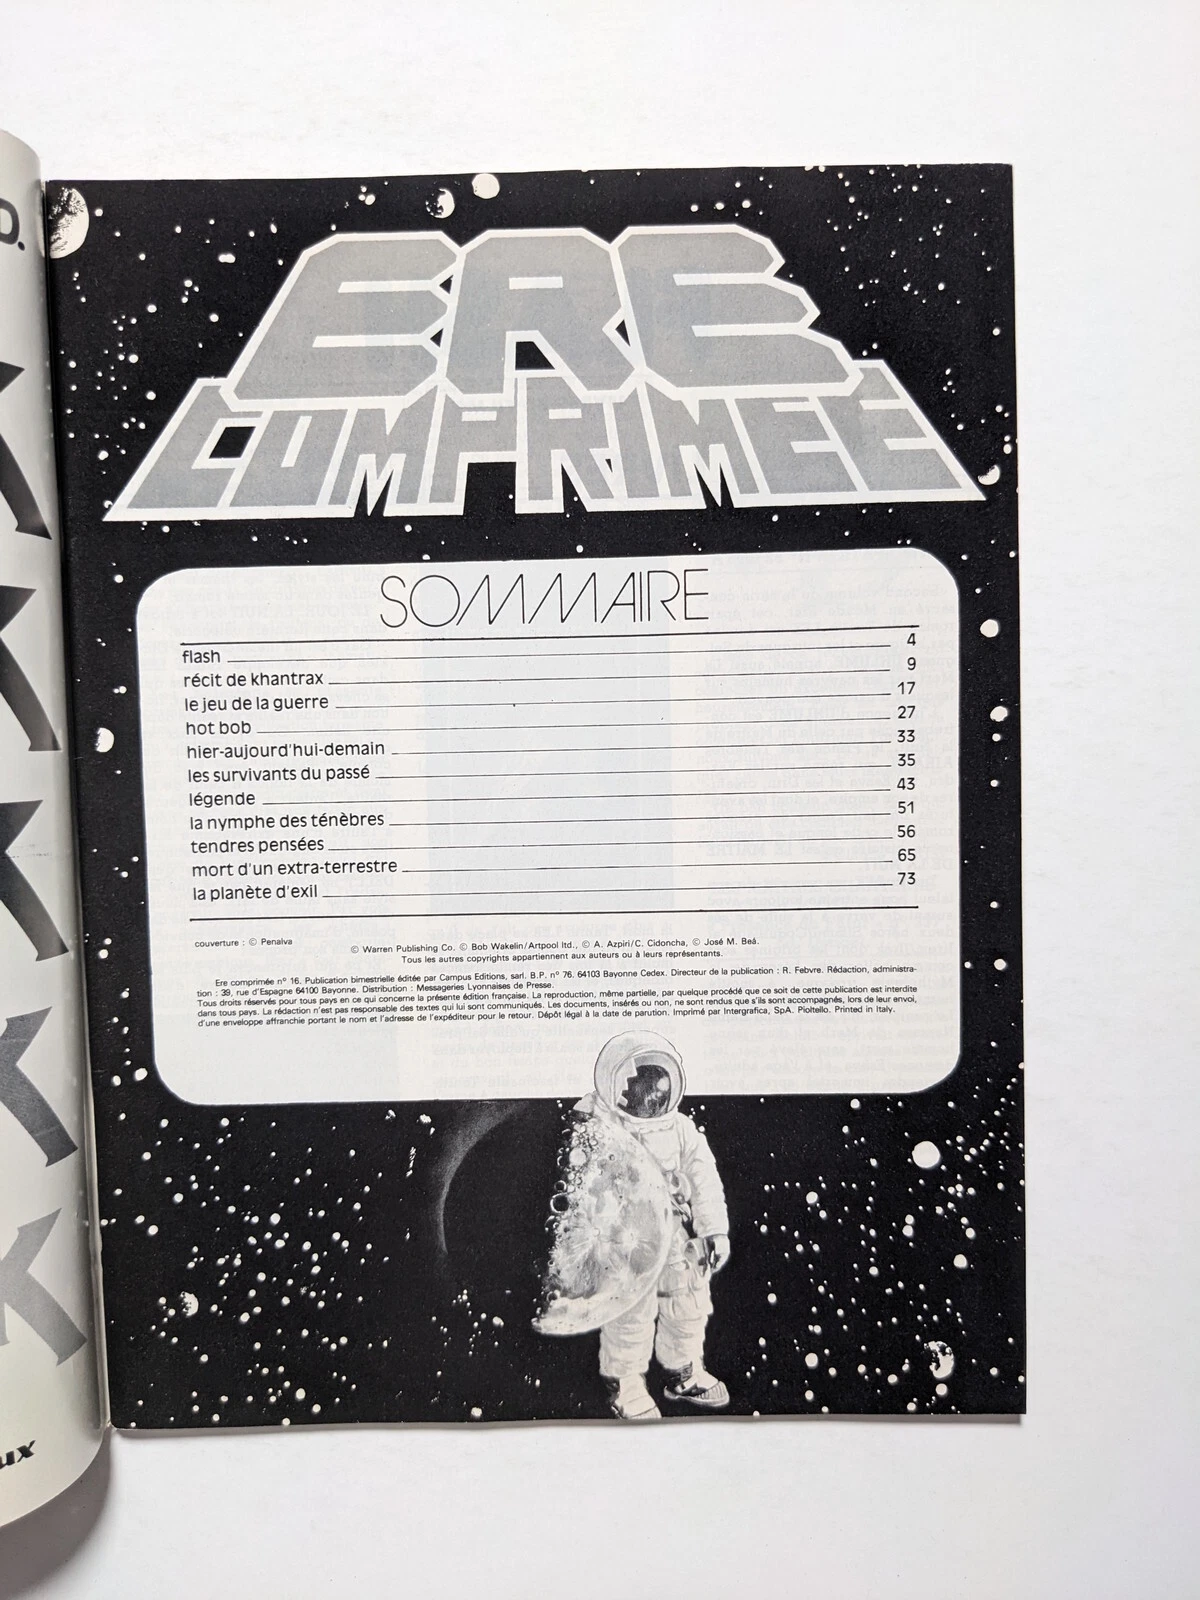 D.
ux
ERE
COMPRIMEE
SOMMAIRE
flash 4
récit de khantrax 9
le jeu de la guerre 17
hot bob 27
hier-aujourd'hui-demain 33
les survivants du passé 35
légende 43
la nymphe des ténèbres 51
tendres pensées 56
mort d'un extra-terrestre 65
la planète d'exil 73
couverture : © Penalva
© Warren Publishing Co. © Bob Wakelin/Artpool ltd., © A. Azpiri/C. Cidoncha, © José M. Beá.
Tous les autres copyrights appartiennent aux auteurs ou à leurs représentants.
Ere comprimée n° 16. Publication bimestrielle éditée par Campus Editions, sarl. B.P. n° 76. 64103 Bayonne Cedex. Directeur de la publication : R. Febvre. Rédaction, administra-
tion : 39, rue d'Espagne 64100 Bayonne. Distribution : Messageries Lyonnaises de Presse.
Tous droits réservés pour tous pays en ce qui concerne la présente édition française. La reproduction, même partielle, par quelque procédé que ce soit de cette publication est interdite
dans tous pays. La rédaction n'est pas responsable des textes qui lui sont communiqués. Les documents, insérés ou non, ne sont rendus que s'ils sont accompagnés, lors de leur envoi,
d'une enveloppe affranchie portant le nom et l'adresse de l'expéditeur pour le retour. Dépôt légal à la date de parution. Imprimé par Intergrafica, SpA. Pioltello. Printed in Italy.